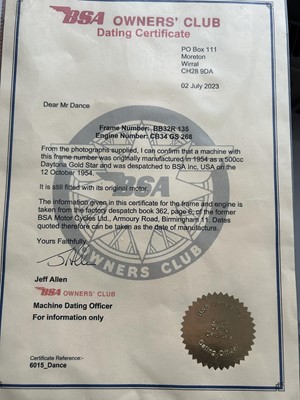 BSA OWNERS' CLUB
Dating Certificate
PO Box 111
Moreton
Wirral
CH28 9DA
02 July 2023
Dear Mr Dance
Frame Number: BB32R 135
Engine Number: CB34 GS 268
From the photographs supplied, I can confirm that a machine with
this frame number was originally manufactured in 1954 as a 500cc
Daytona Gold Star and was despatched to BSA Inc, USA on the
12 October 1954.
It is still fitted with its original motor.
The information given in this certificate for the frame and engine is
taken from the factory despatch book 362, page 6, of the former
BSA Motor Cycles Ltd, Armoury Road, Birmingham 11. Dates
quoted therefore can be taken as the date of manufacture.
Yours Faithfully
Jeff Allen
BSA OWNERS' CLUB
Machine Dating Officer
For information only
Certificate Reference:-
6015_Dance
BSA
OWNERS CLUB